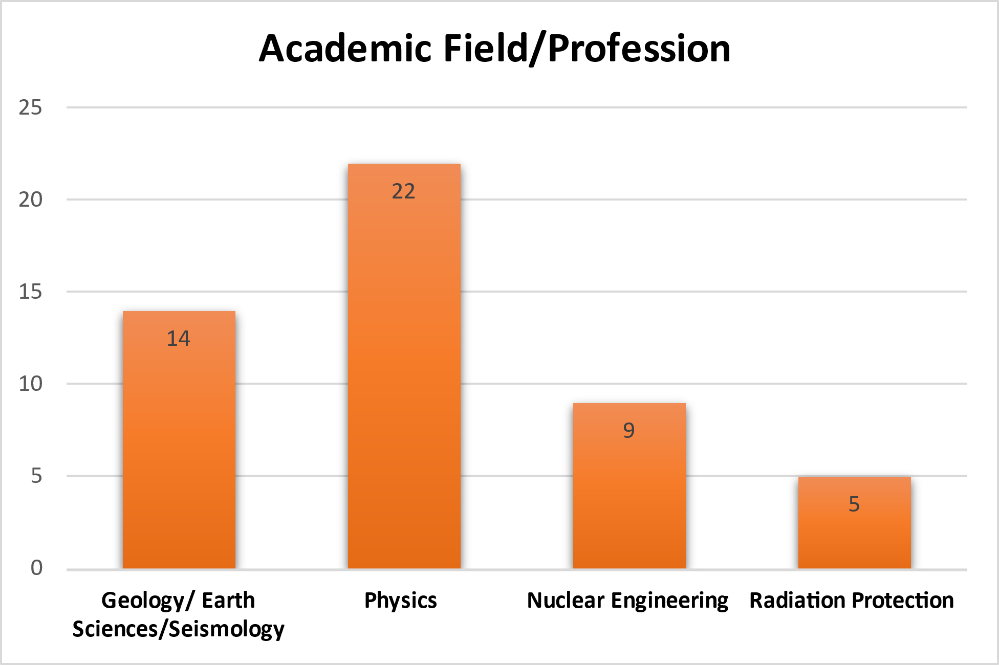 Academic Field/Profession
25
20
15
10
5
0
14
22
9
5
Geology/ Earth
Sciences/Seismology
Physics
Nuclear Engineering
Radiation Protection